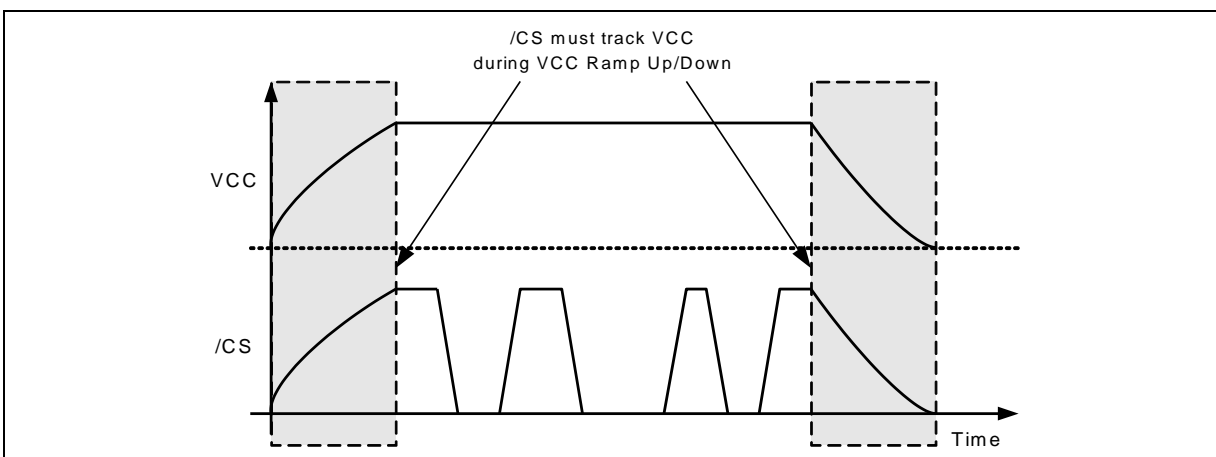 /CS must track VCC
during VCC Ramp Up/Down
VCC
/CS
Time